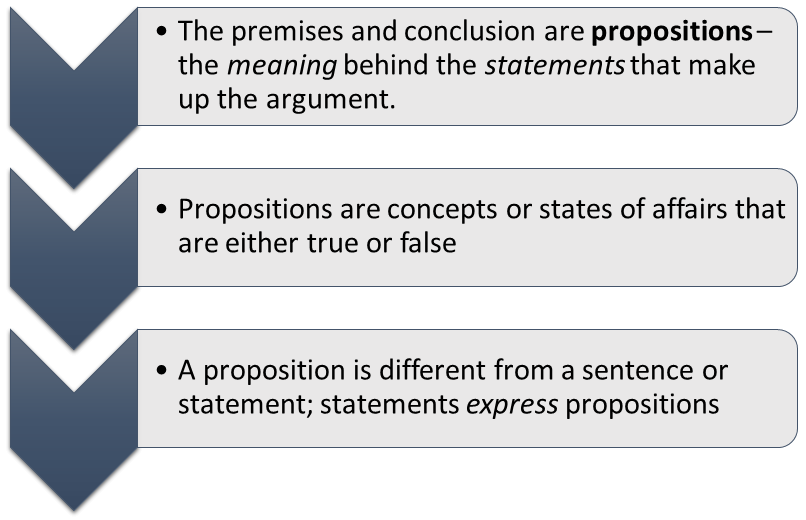 • The premises and conclusion are propositions –
the meaning behind the statements that make
up the argument.
• Propositions are concepts or states of affairs that
are either true or false
• A proposition is different from a sentence or
statement; statements express propositions